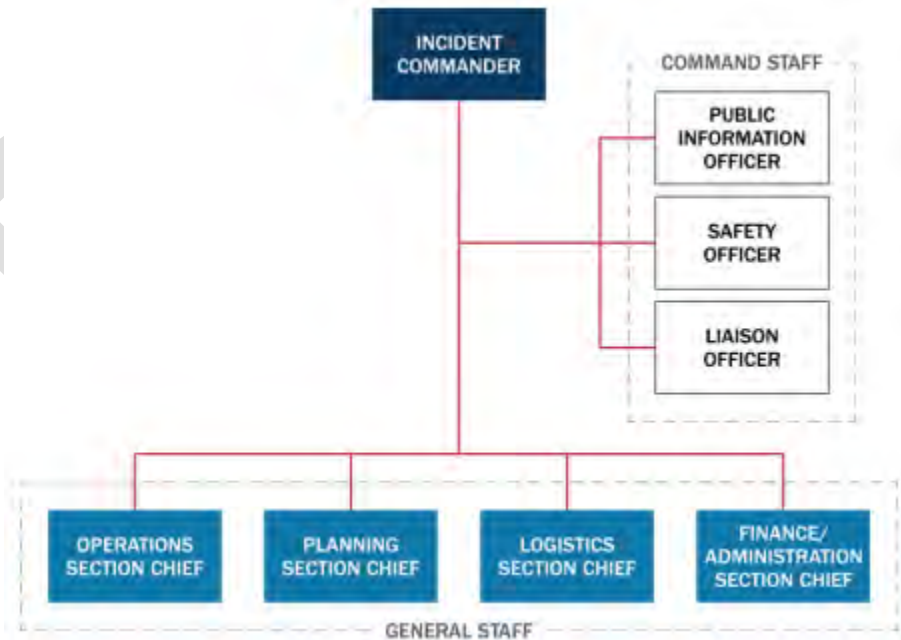 INCIDENT
COMMANDER
COMMAND STAFF
PUBLIC
INFORMATION
OFFICER
SAFETY
OFFICER
LIAISON
OFFICER
OPERATIONS
SECTION CHIEF
PLANNING
SECTION CHIEF
LOGISTICS
SECTION CHIEF
FINANCE/
ADMINISTRATION
SECTION CHIEF
GENERAL STAFF